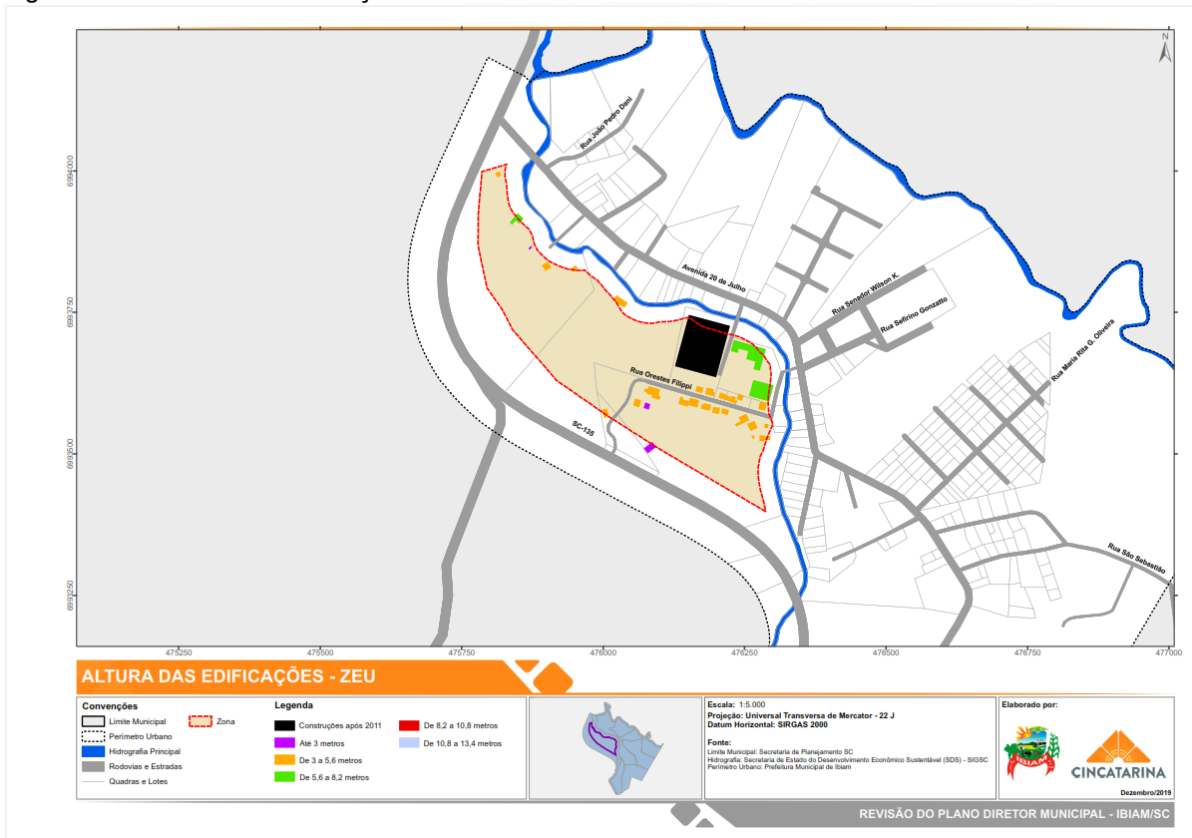 N
Rua João Pedro Dani
Avenida 20 de Julho
Rua Senador Wilson K.
Rua Sefirino Gonzatto
Rua Maria Rita G. Oliveira
Rua Orestes Filippi
SC-135
Rua São Sebastião
6994000
6993750
6993500
6993250
475250 475500 475750 476000 476250 476500 476750 477000
ALTURA DAS EDIFICAÇÕES - ZEU
Convenções
Limite Municipal
Zona
Perímetro Urbano
Hidrografia Principal
Rodovias e Estradas
Quadras e Lotes
Legenda
Construções após 2011
De 8,2 a 10,8 metros
Até 3 metros
De 10,8 a 13,4 metros
De 3 a 5,6 metros
De 5,6 a 8,2 metros
Escala: 1:5.000
Projeção: Universal Transversa de Mercator - 22 J
Datum Horizontal: SIRGAS 2000
Fonte:
Limite Municipal: Secretaria de Planejamento SC
Hidrografia: Secretaria de Estado do Desenvolvimento Econômico Sustentável (SDS) - SIGSC
Perímetro Urbano: Prefeitura Municipal de Ibiam
Elaborado por:
IBIAM
CINCATARINA
Dezembro/2019
REVISÃO DO PLANO DIRETOR MUNICIPAL - IBIAM/SC